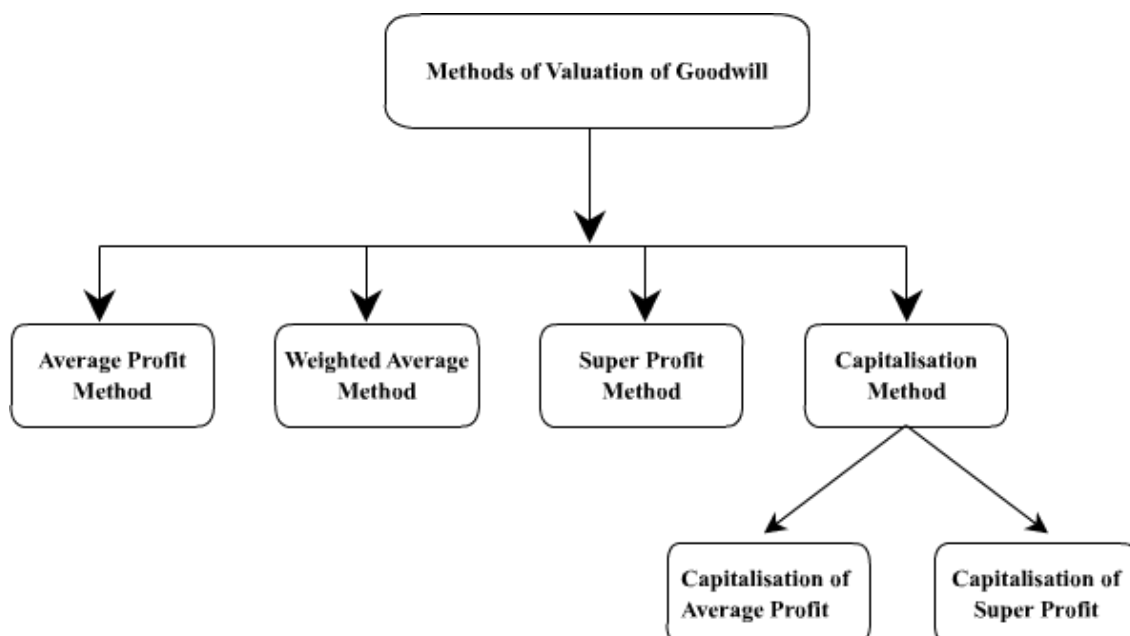 Methods of Valuation of Goodwill
Average Profit
Method
Weighted Average
Method
Super Profit
Method
Capitalisation
Method
Capitalisation of
Average Profit
Capitalisation of
Super Profit